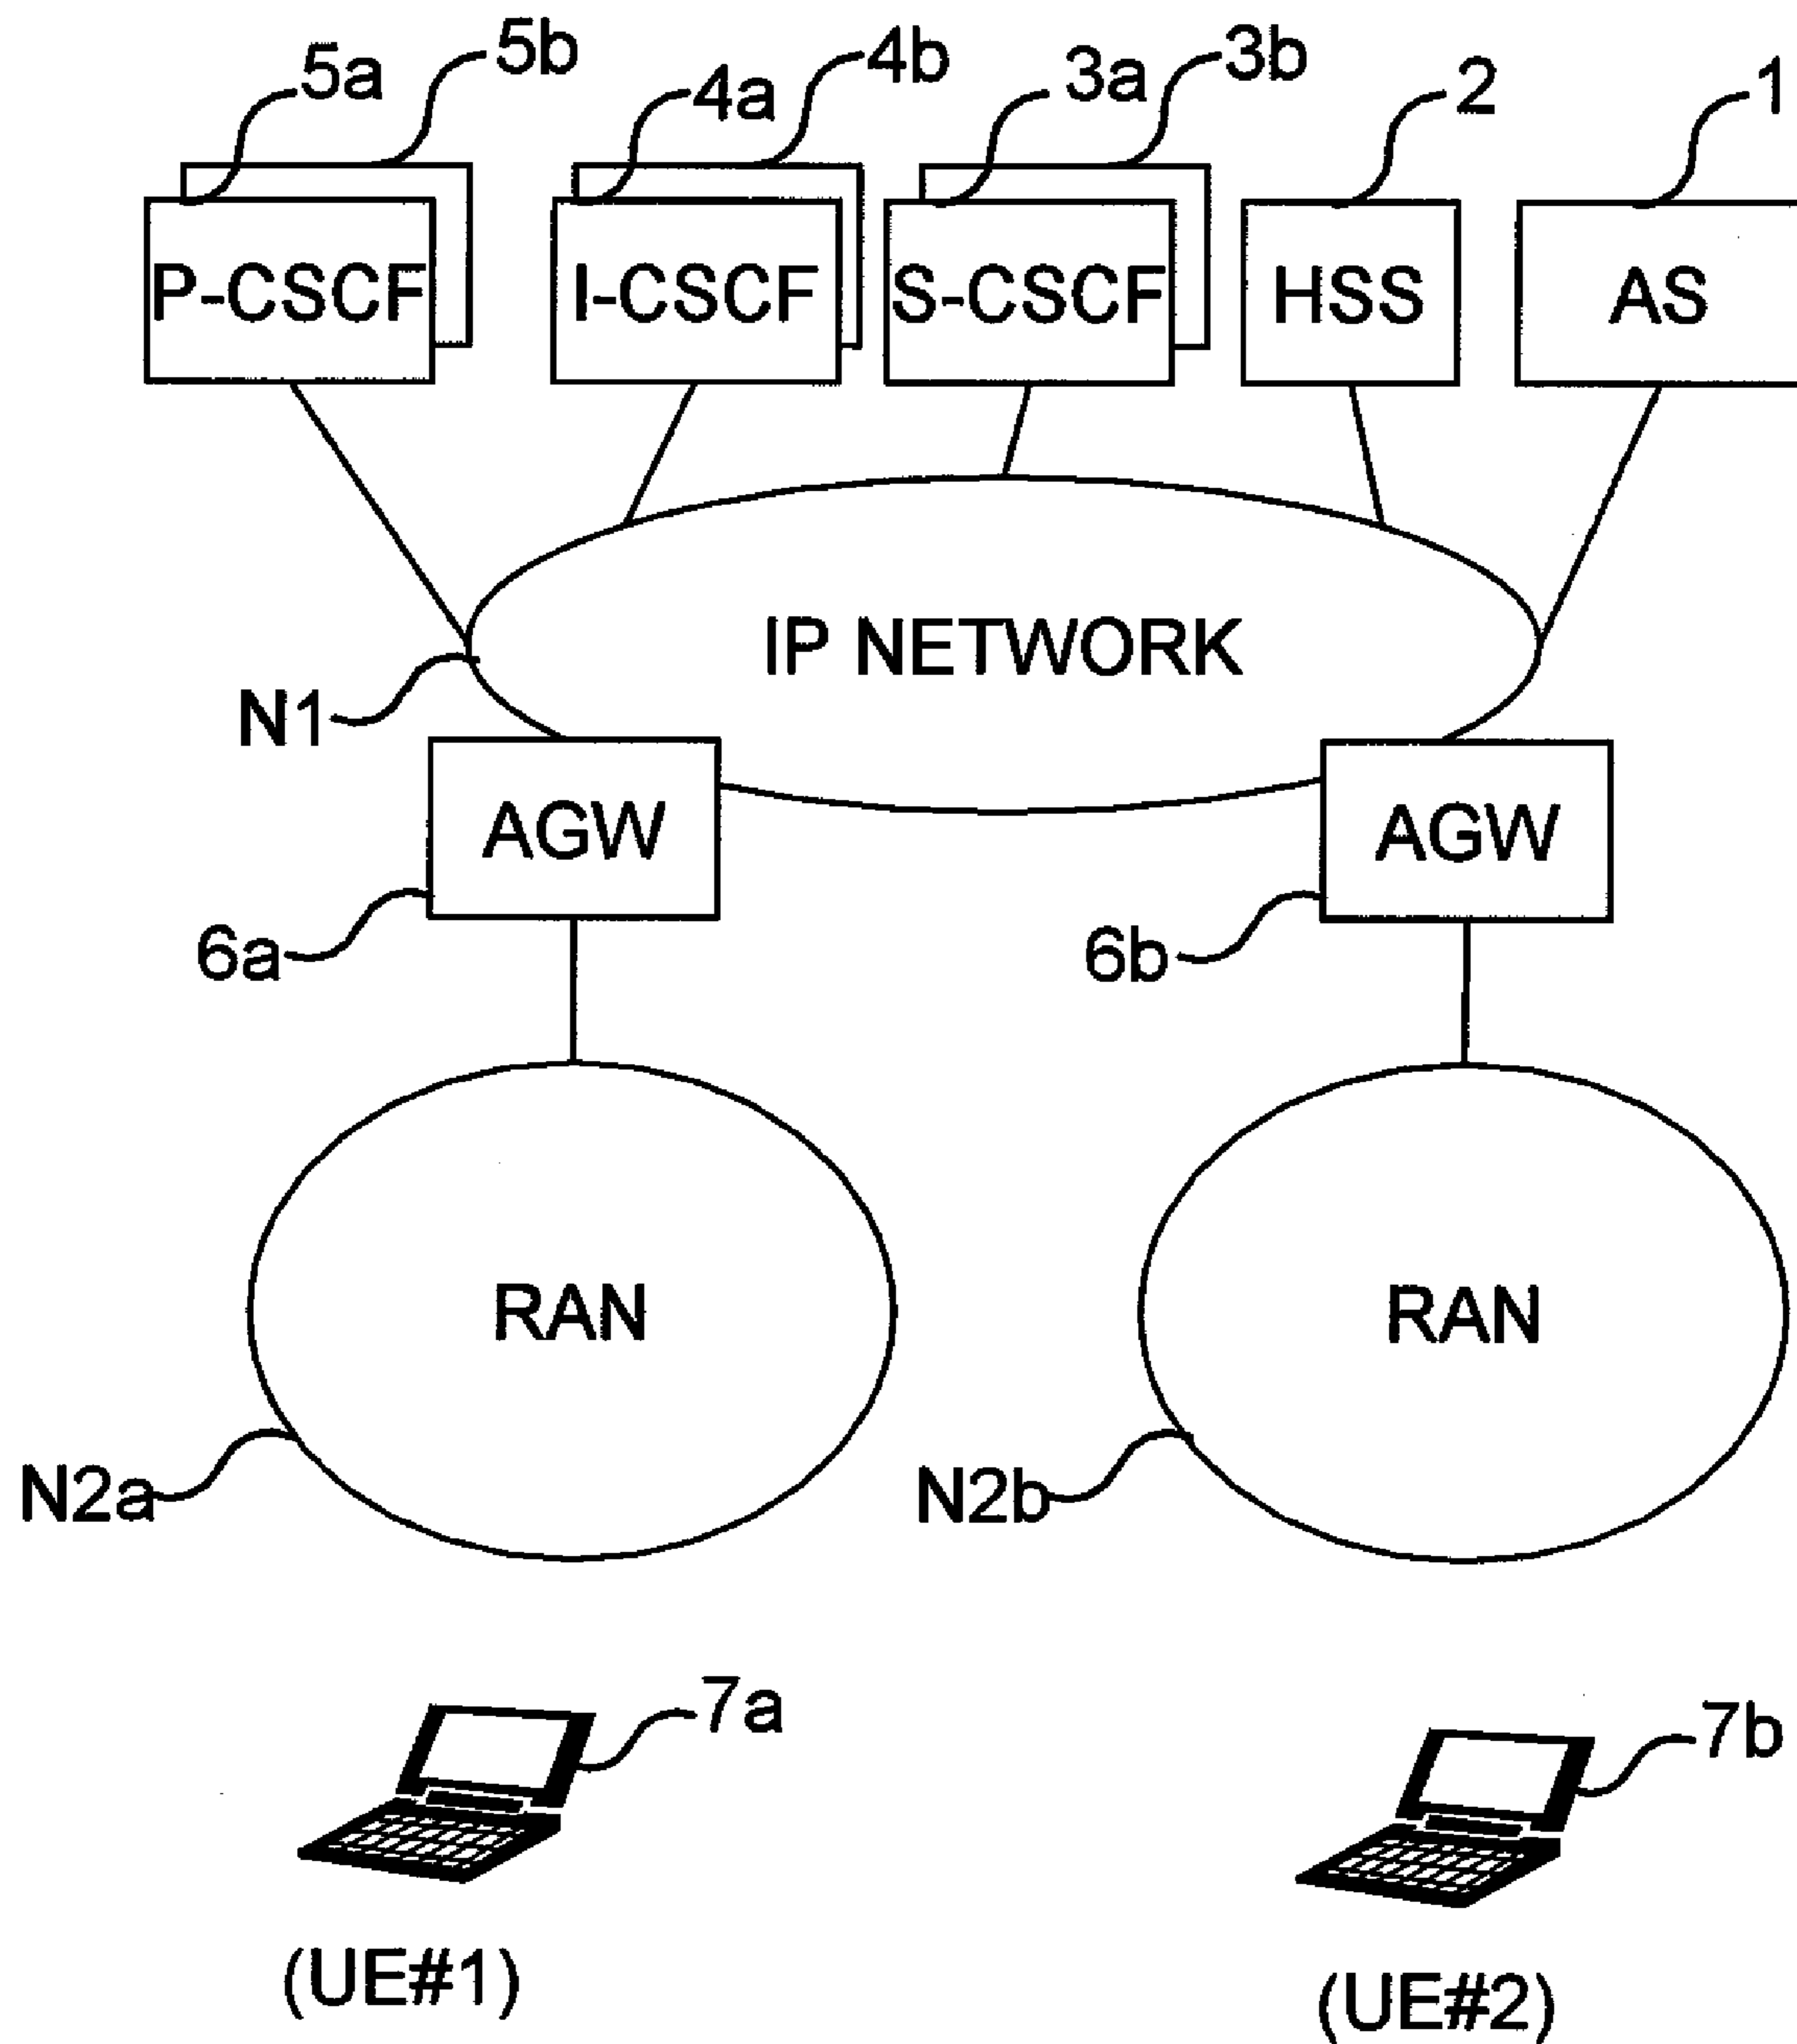 5a 5b 4a 4b 3a 3b 2 1
P-CSCF I-CSCF S-CSCF HSS AS
IP NETWORK
N1
AGW AGW
6a 6b
RAN RAN
N2a N2b
7a 7b
(UE#1) (UE#2)